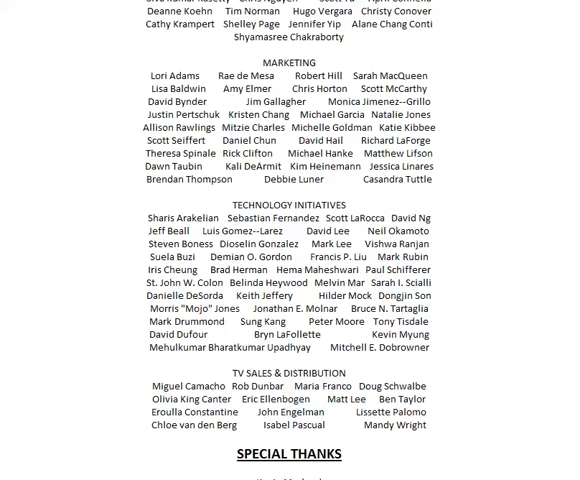 Deanne Koehn Tim Norman Hugo Vergara Christy Conover
Cathy Krampert Shelley Page Jennifer Yip Alane Chang Conti
Shyamasree Chakraborty
MARKETING
Lori Adams Rae de Mesa Robert Hill Sarah MacQueen
Lisa Baldwin Amy Elmer Chris Horton Scott McCarthy
David Bynder Jim Gallagher Monica Jimenez--Grillo
Justin Pertschuk Kristen Chang Michael Garcia Natalie Jones
Allison Rawlings Mitzie Charles Michelle Goldman Katie Kibbee
Scott Seiffert Daniel Chun David Hail Richard LaForge
Theresa Spinale Rick Clifton Michael Hanke Matthew Lifson
Dawn Taubin Kali DeArmit Kim Heinemann Jessica Linares
Brendan Thompson Debbie Luner Casandra Tuttle
TECHNOLOGY INITIATIVES
Sharis Arakelian Sebastian Fernandez Scott LaRocca David Ng
Jeff Beall Luis Gomez--Larez David Lee Neil Okamoto
Steven Boness Dioselin Gonzalez Mark Lee Vishwa Ranjan
Suela Buzi Demian O. Gordon Francis P. Liu Mark Rubin
Iris Cheung Brad Herman Hema Maheshwari Paul Schifferer
St. John W. Colon Belinda Heywood Melvin Mar Sarah I. Scialli
Danielle DeSorda Keith Jeffery Hilder Mock Dongjin Son
Morris "Mojo" Jones Jonathan E. Molnar Bruce N. Tartaglia
Mark Drummond Sung Kang Peter Moore Tony Tisdale
David Dufour Bryn LaFollette Kevin Myung
Mehulkumar Bharatkumar Upadhyay Mitchell E. Dobrowner
TV SALES & DISTRIBUTION
Miguel Camacho Rob Dunbar Maria Franco Doug Schwalbe
Olivia King Canter Eric Ellenbogen Matt Lee Ben Taylor
Eroulla Constantine John Engelman Lissette Palomo
Chloe van den Berg Isabel Pascual Mandy Wright
SPECIAL THANKS